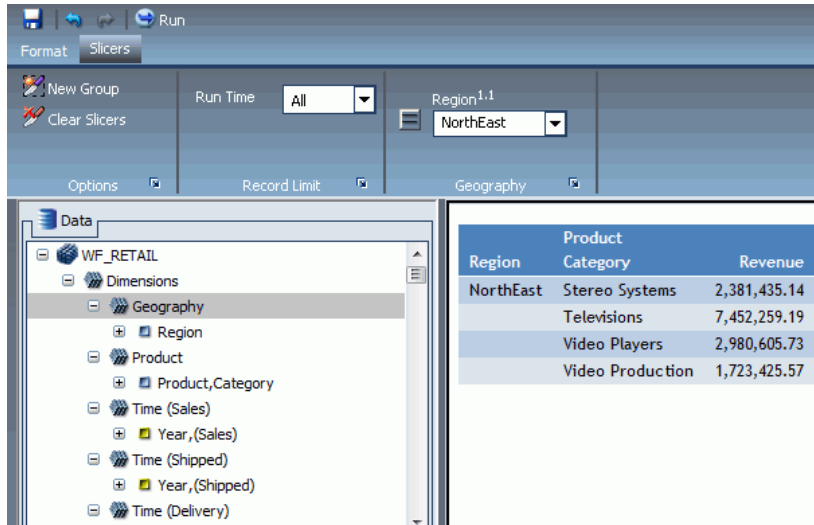 Run
Format Slicers
New Group
Clear Slicers
Options
Run Time All
Record Limit
Region1.1
NorthEast
Geography
Data
WF_RETAIL
Dimensions
Geography
Region
Product
Product,Category
Time (Sales)
Year,(Sales)
Time (Shipped)
Year,(Shipped)
Time (Delivery)
Product
Region Category Revenue
NorthEast Stereo Systems 2,381,435.14
Televisions 7,452,259.19
Video Players 2,980,605.73
Video Production 1,723,425.57